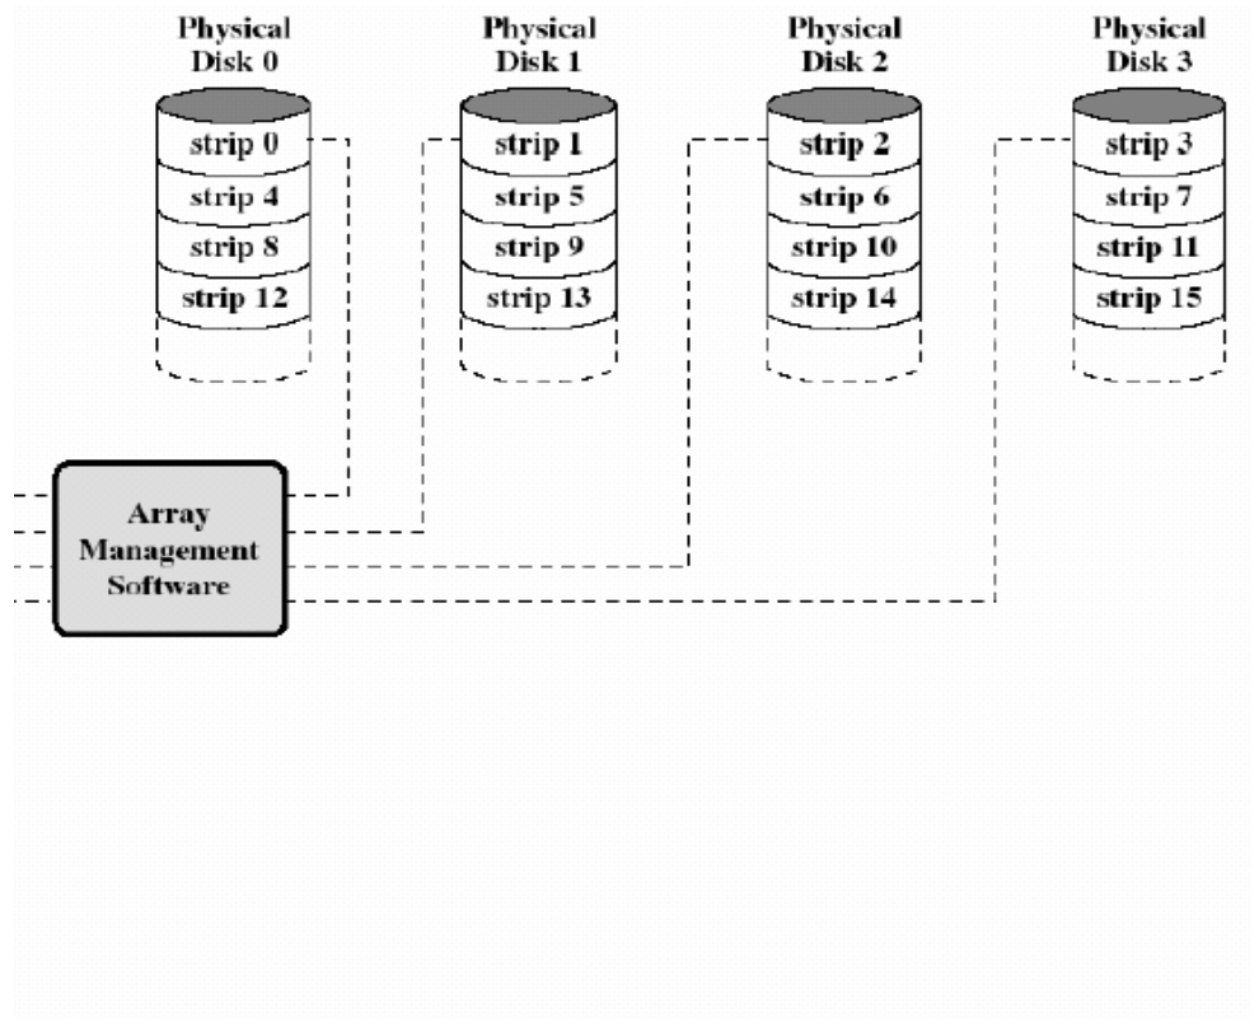 Physical Disk 0
Physical Disk 1
Physical Disk 2
Physical Disk 3
strip 0
strip 1
strip 2
strip 3
strip 4
strip 5
strip 6
strip 7
strip 8
strip 9
strip 10
strip 11
strip 12
strip 13
strip 14
strip 15
Array
Management
Software